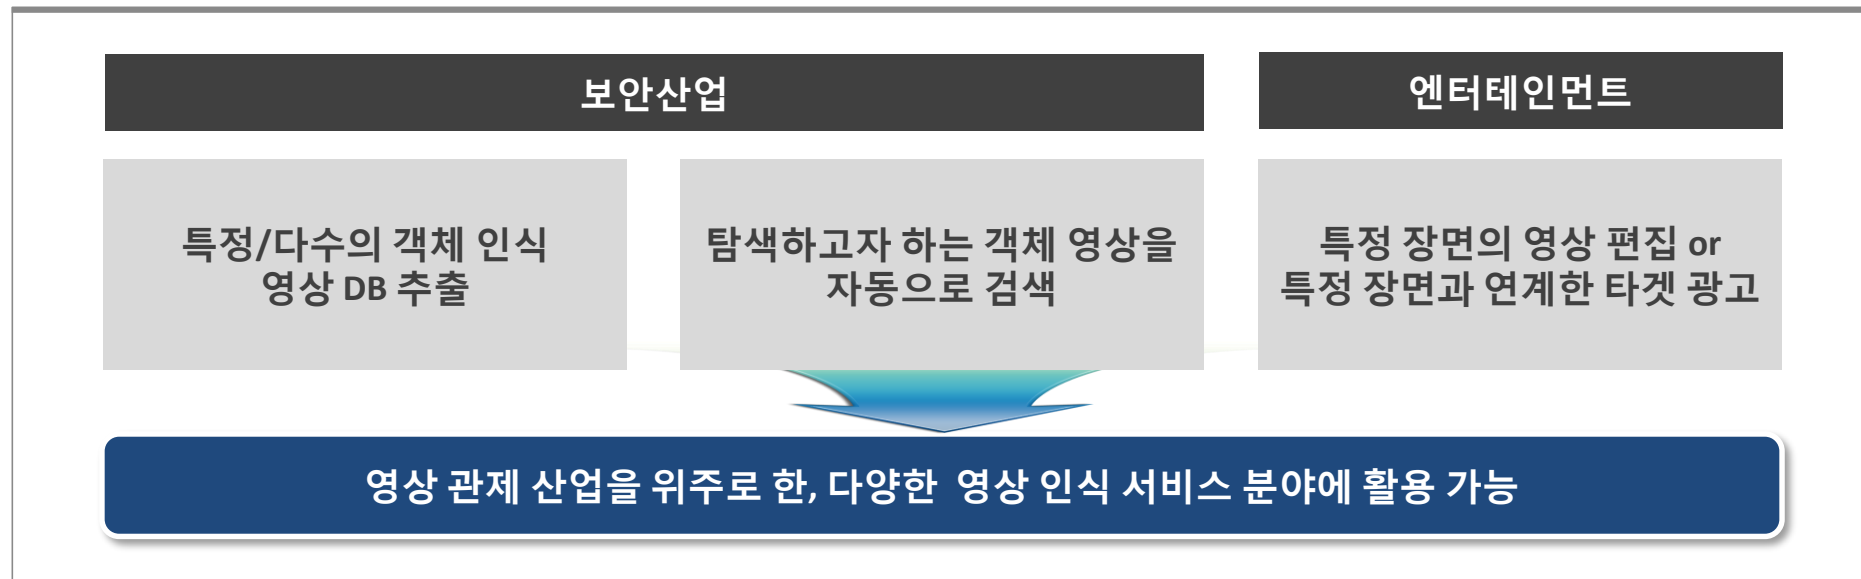 보안산업
엔터테인먼트
특정/다수의 객체 인식
영상 DB 추출
탐색하고자 하는 객체 영상을
자동으로 검색
특정 장면의 영상 편집 or
특정 장면과 연계한 타겟 광고
영상 관제 산업을 위주로 한, 다양한 영상 인식 서비스 분야에 활용 가능